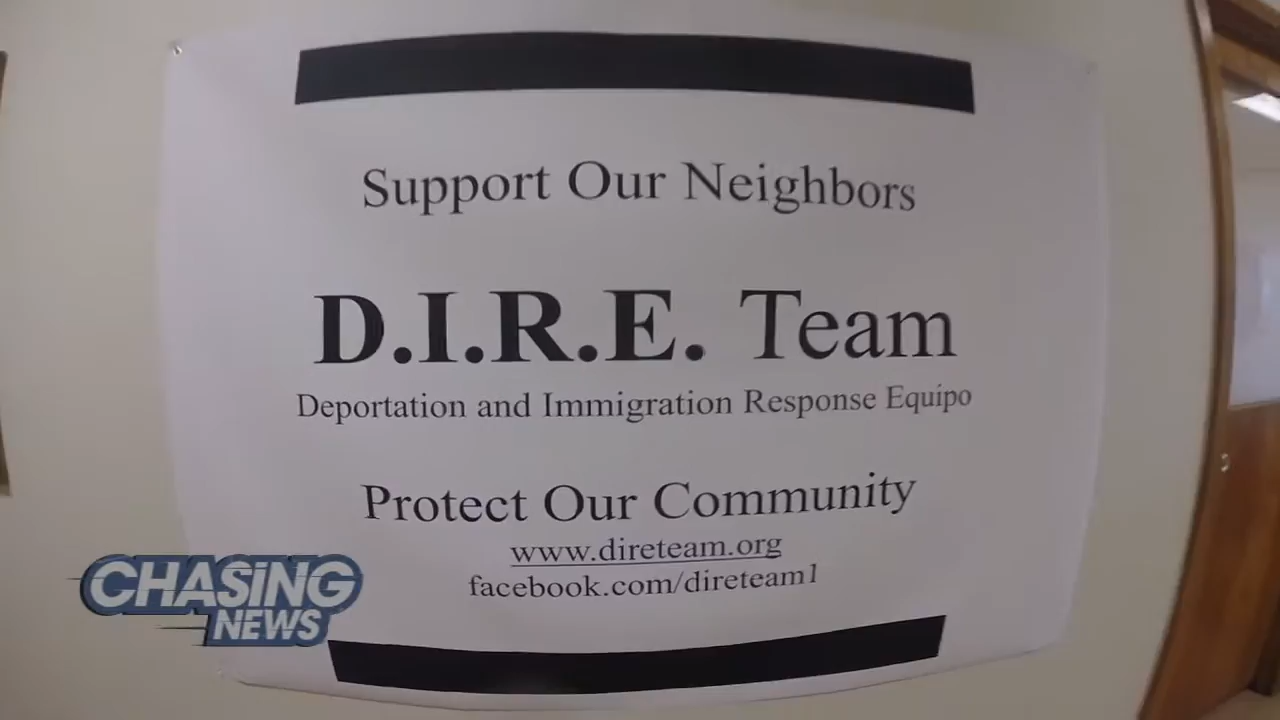 Support Our Neighbors
D.I.R.E. Team
Deportation and Immigration Response Equipo
Protect Our Community
www.direteam.org
facebook.com/direteam1
CHASiNG
NEWS